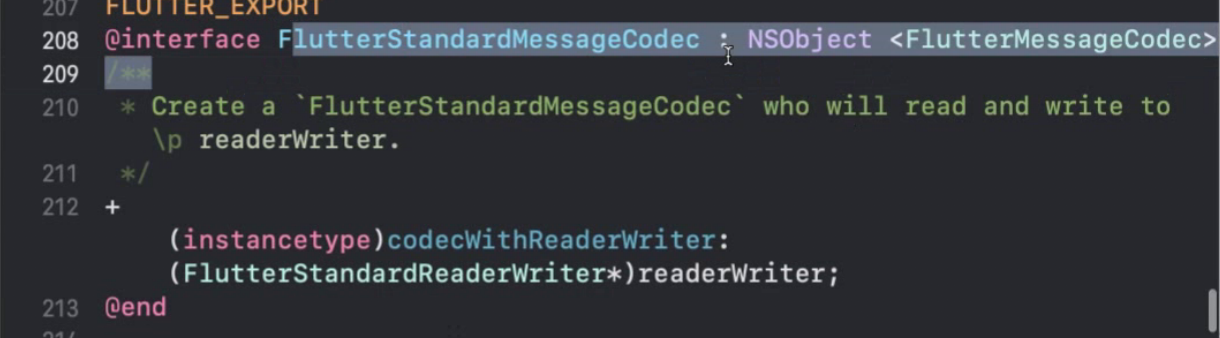 207 FLUTTER_EXPORT
208 @interface FlutterStandardMessageCodec : NSObject <FlutterMessageCodec>
209 /**
210 * Create a `FlutterStandardMessageCodec` who will read and write to
\p readerWriter.
211 */
212 +
(instancetype)codecWithReaderWriter:
(FlutterStandardReaderWriter*)readerWriter;
213 @end